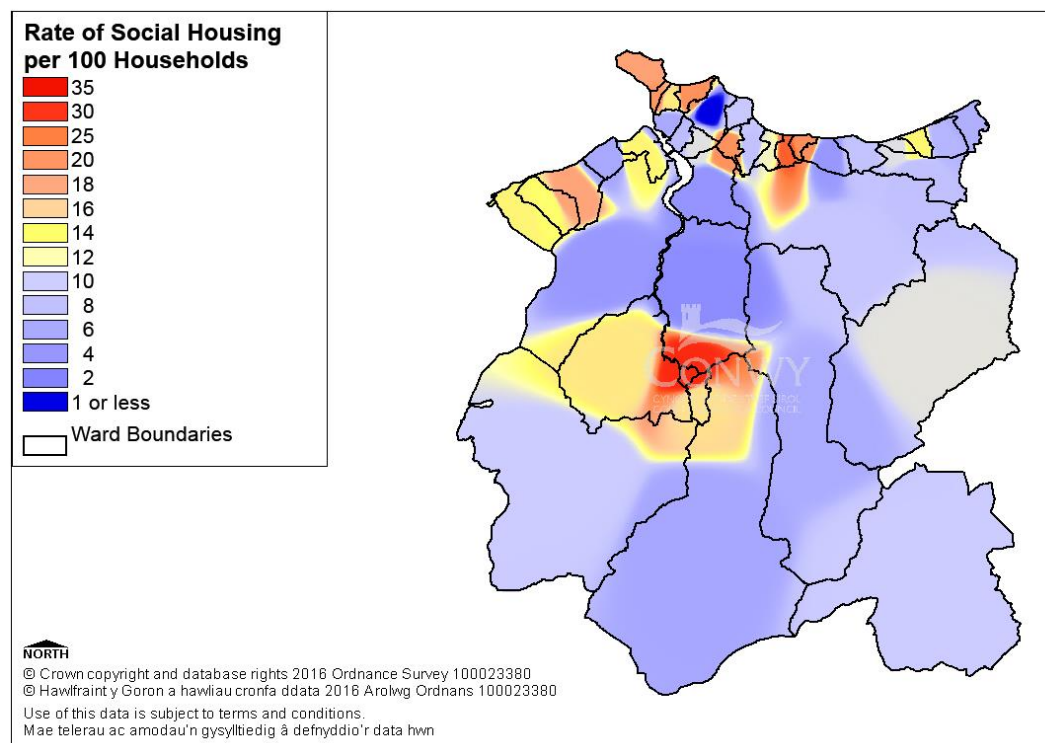 Rate of Social Housing
per 100 Households
35
30
25
20
18
16
14
12
10
8
6
4
2
1 or less
Ward Boundaries
CONWY
COUNCIL
NORTH
© Crown copyright and database rights 2016 Ordnance Survey 100023380
© Hawlfraint y Goron a hawliau cronfa ddata 2016 Arolwg Ordnans 100023380
Use of this data is subject to terms and conditions.
Mae telerau ac amodau'n gysylltiedig â defnyddio'r data hwn